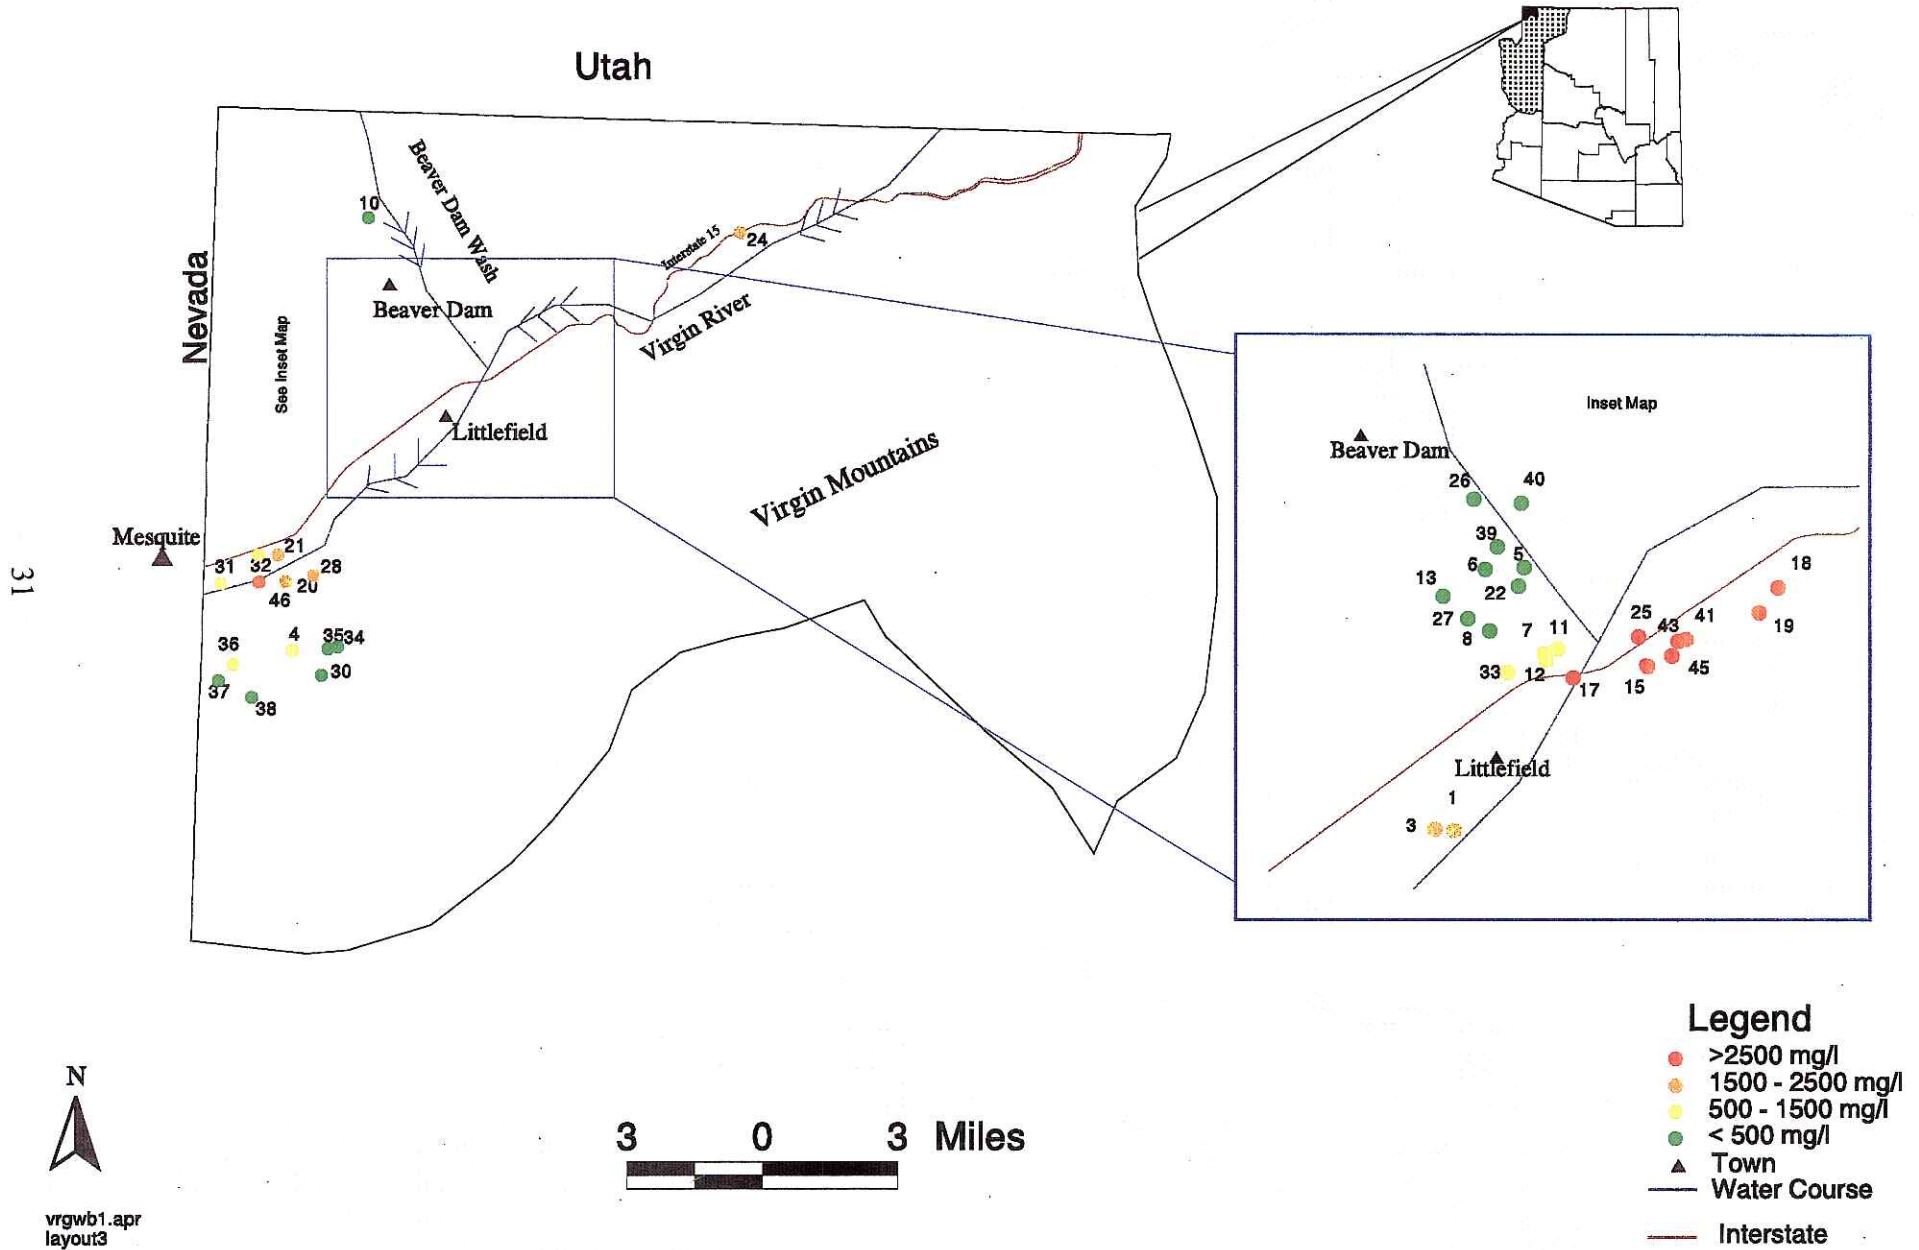 Utah
Beaver Dam Wash
10
Interstate 15
24
Nevada
Beaver Dam
Virgin River
See Inset Map
Littlefield
Virgin Mountains
Mesquite
21
31
32
28
20
46
36
4
35
34
30
37
38
31
Inset Map
Beaver Dam
26
40
39
5
6
13
22
27
8
7
11
33
12
17
25
43
41
18
19
15
45
Littlefield
1
3
Legend
>2500 mg/l
1500 - 2500 mg/l
500 - 1500 mg/l
< 500 mg/l
Town
Water Course
Interstate
N
3 0 3 Miles
vrgwb1.apr
layout3